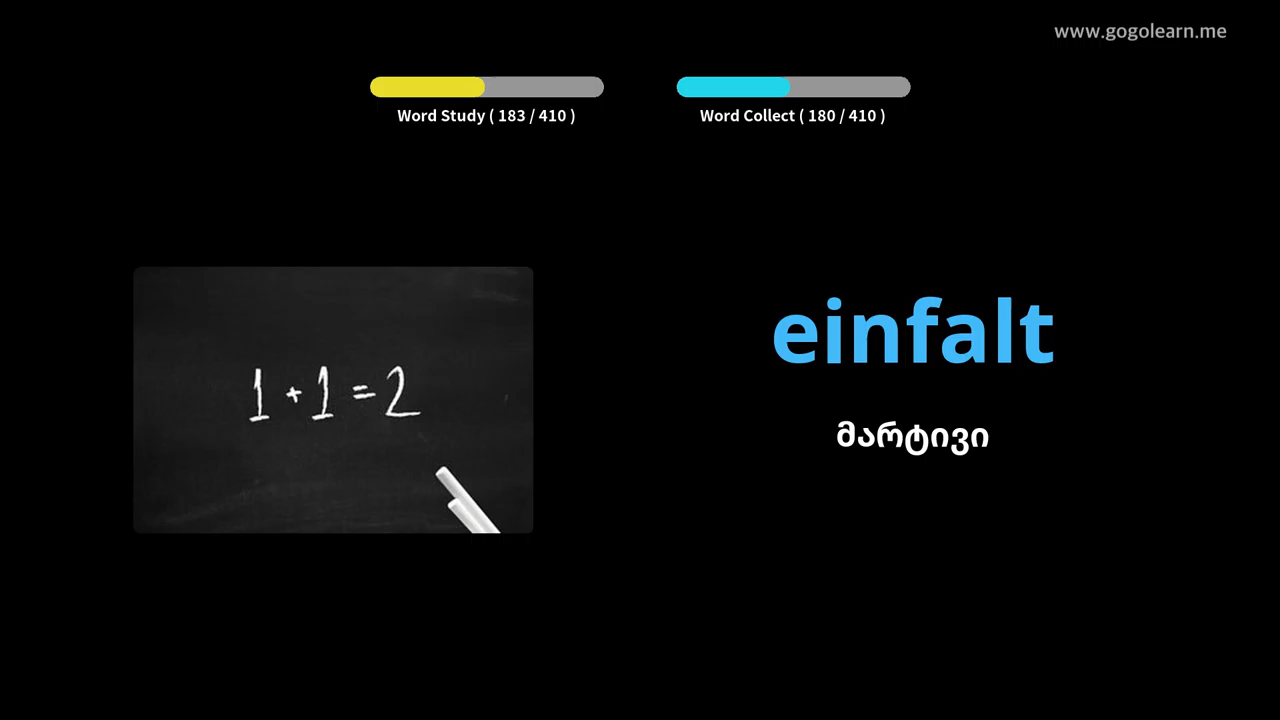 www.gogolearn.me
Word Study ( 183 / 410 )
Word Collect ( 180 / 410 )
1 + 1 = 2
einfalt
მარტივი